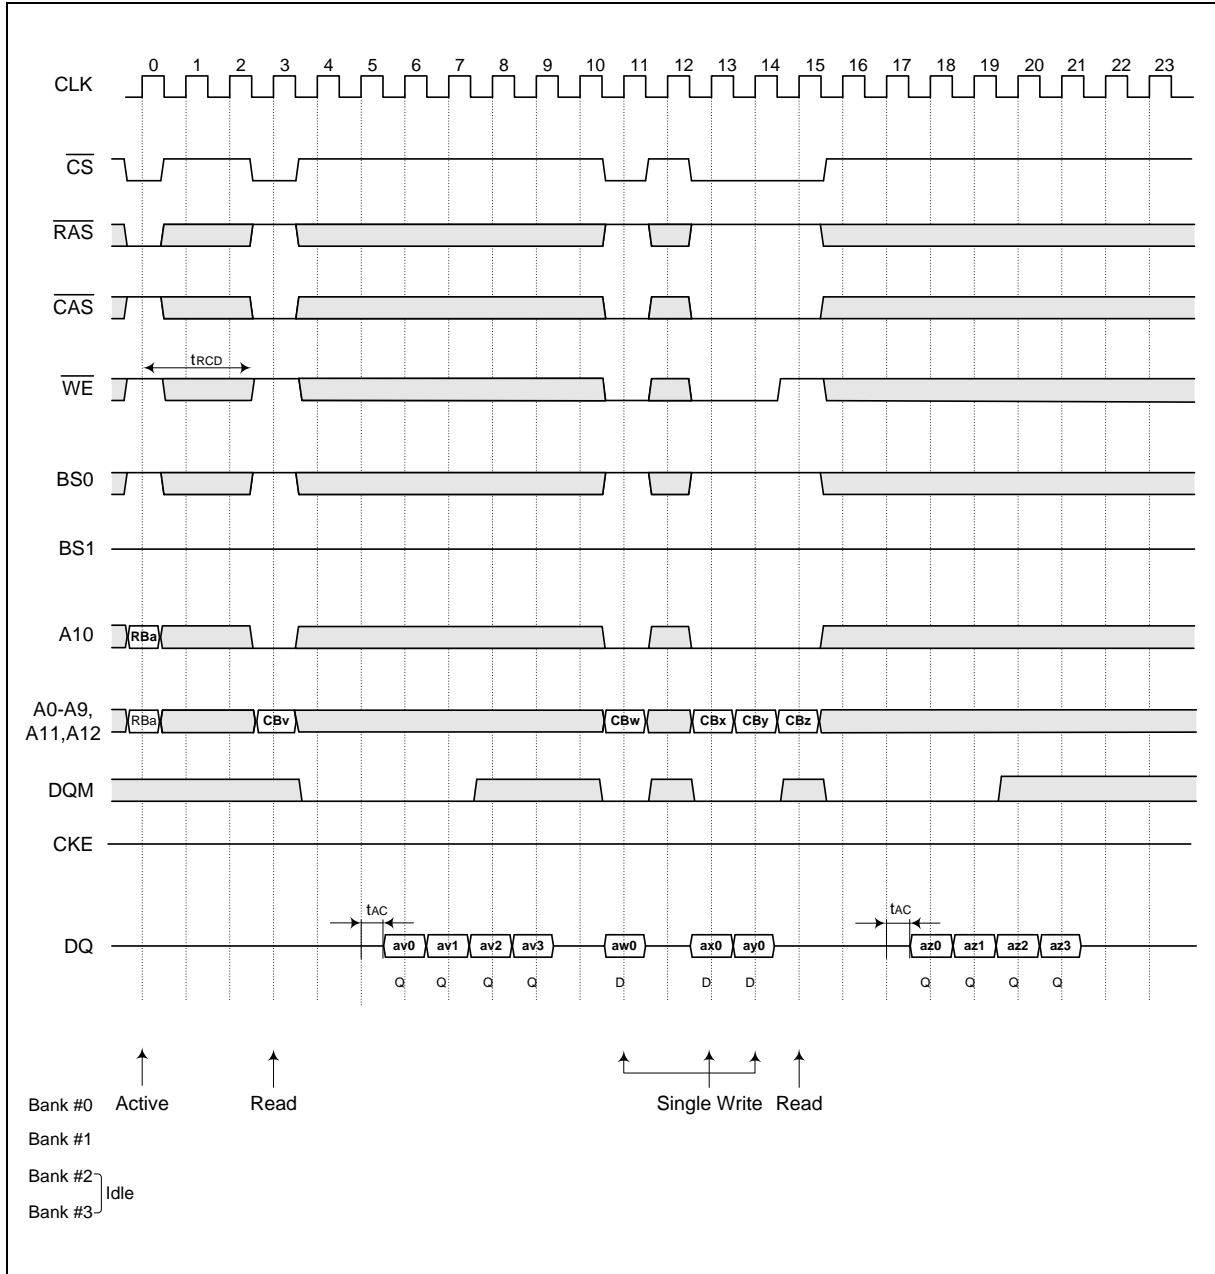 0 1 2 3 4 5 6 7 8 9 10 11 12 13 14 15 16 17 18 19 20 21 22 23
CLK
CS
RAS
CAS
tRCD
WE
BS0
BS1
A10 RBa
A0-A9,
A11,A12
RBa CBv CBw CBx CBy CBz
DQM
CKE
tAC tAC
DQ av0 av1 av2 av3 aw0 ax0 ay0 az0 az1 az2 az3
Q Q Q Q D D D Q Q Q Q
Bank #0 Active Read Single Write Read
Bank #1
Bank #2
Idle
Bank #3